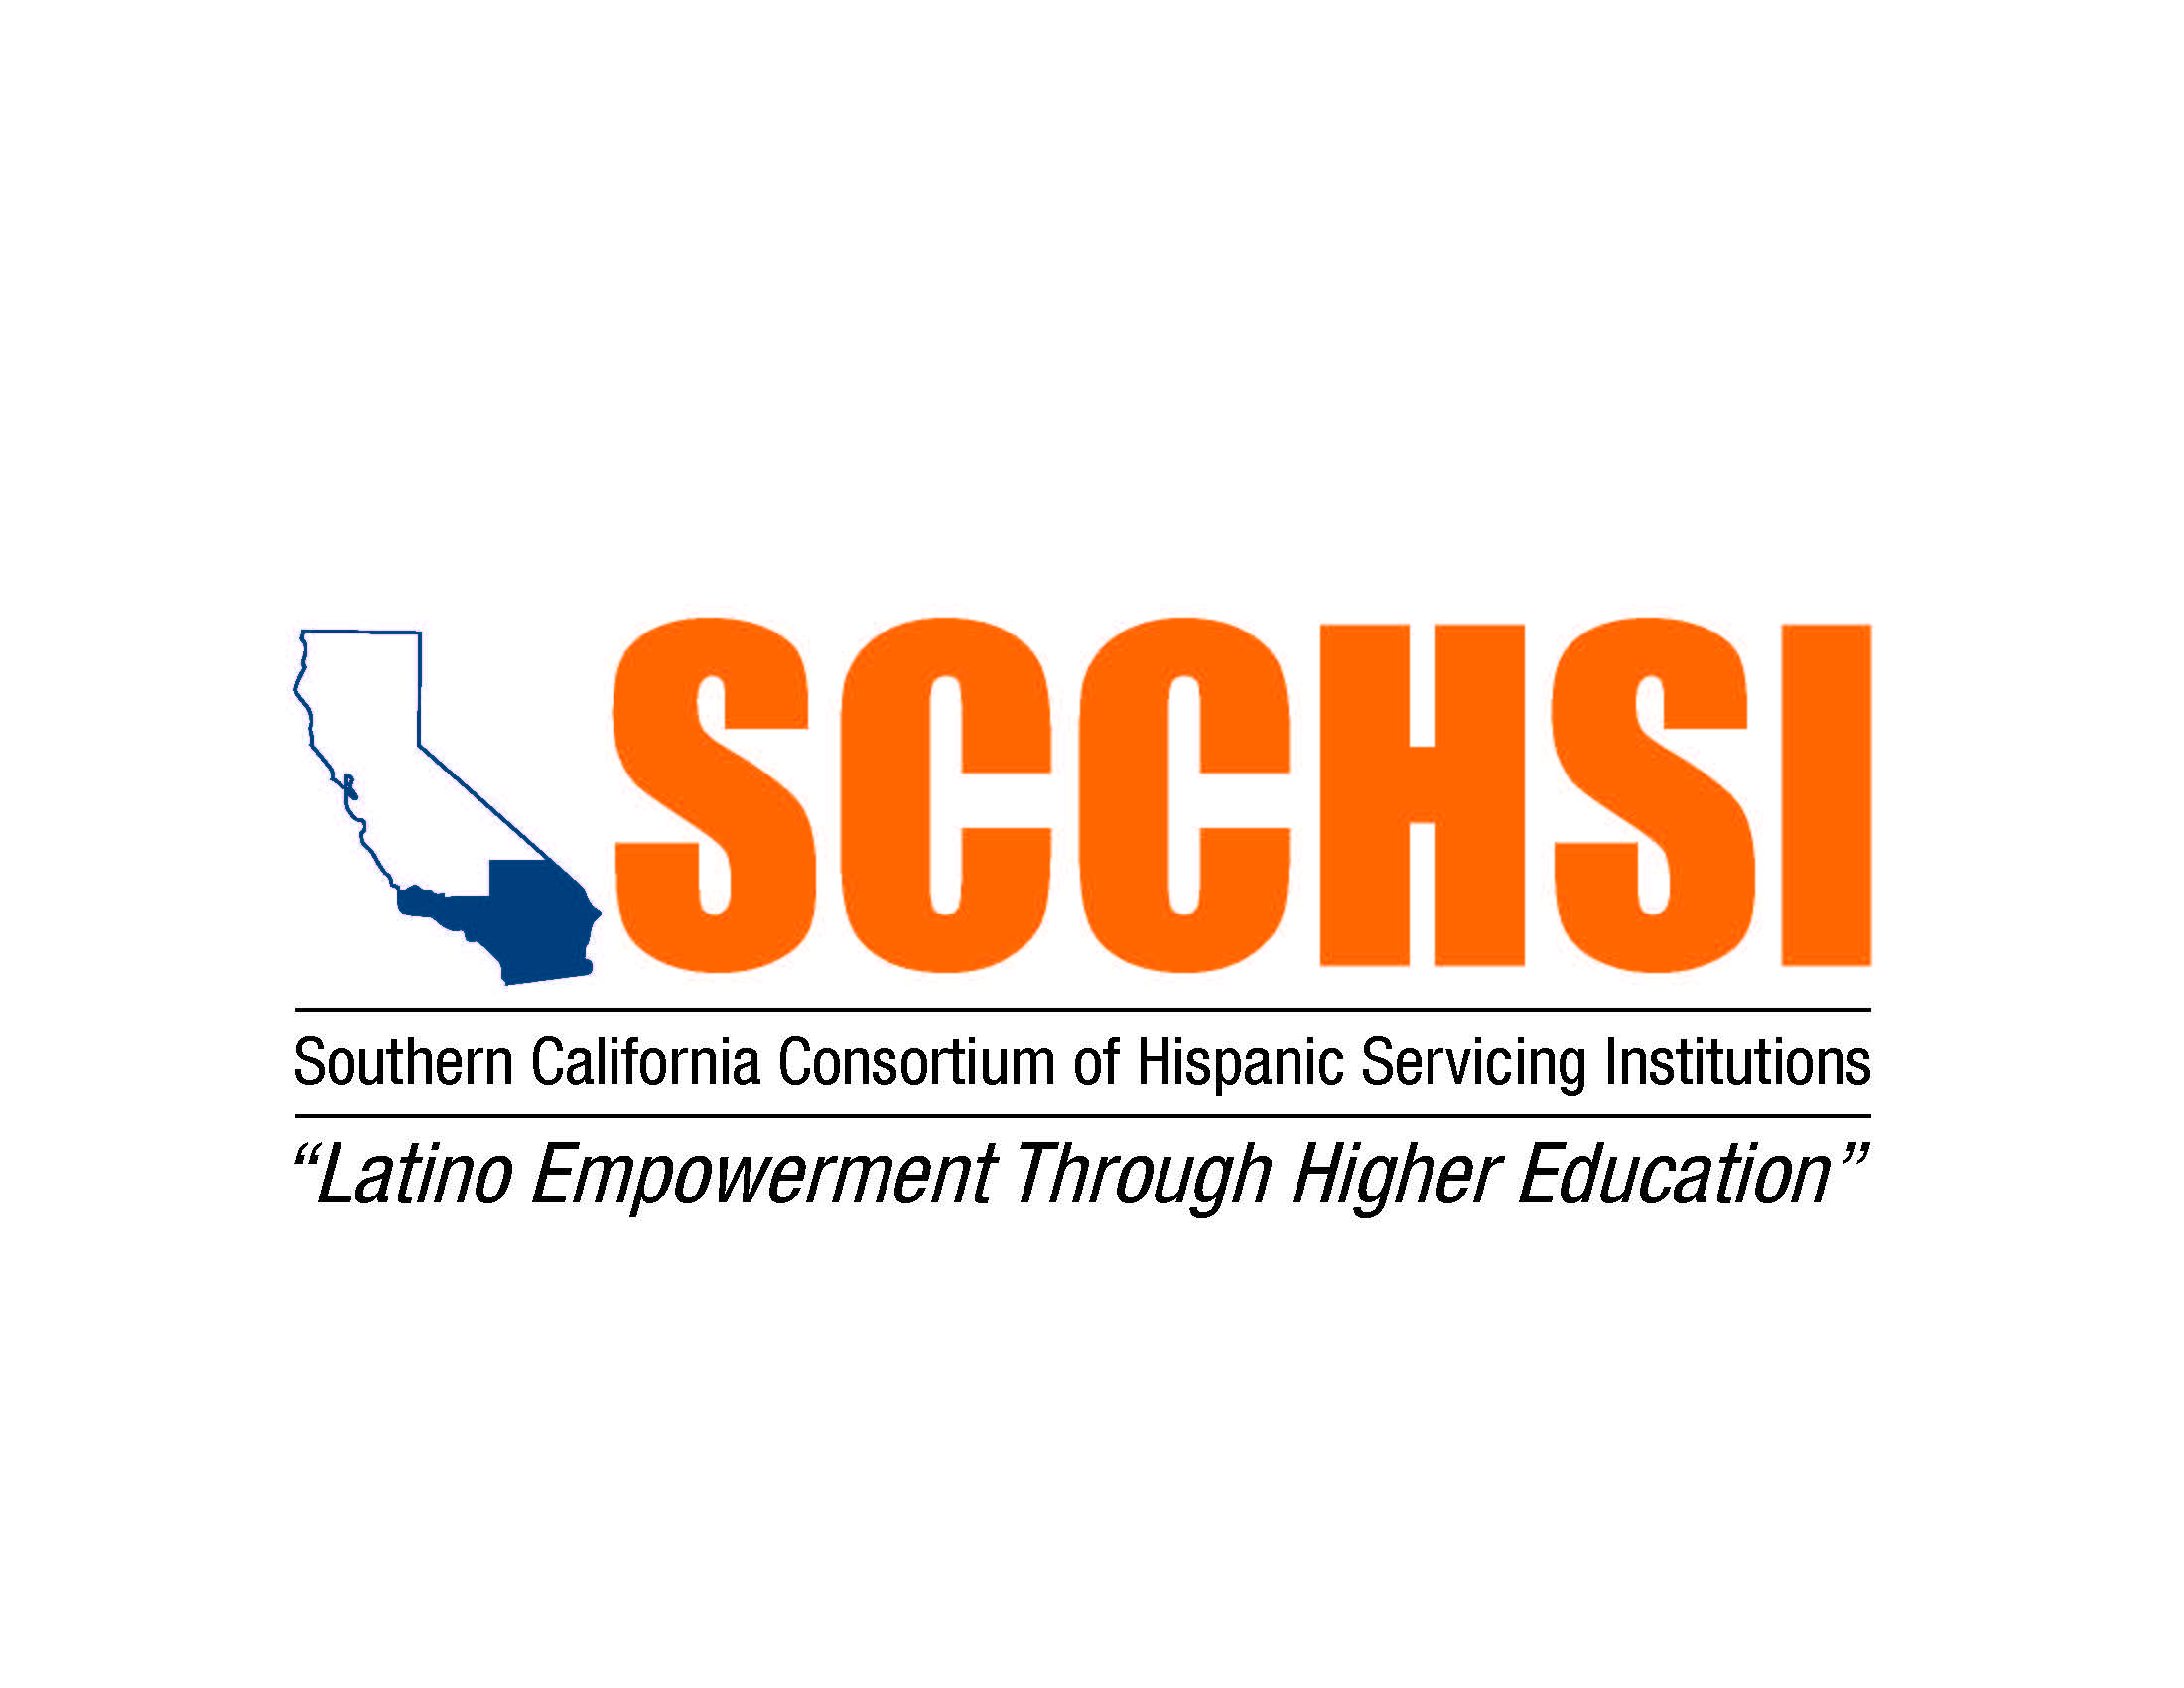 SCCHSI
Southern California Consortium of Hispanic Servicing Institutions
“Latino Empowerment Through Higher Education”